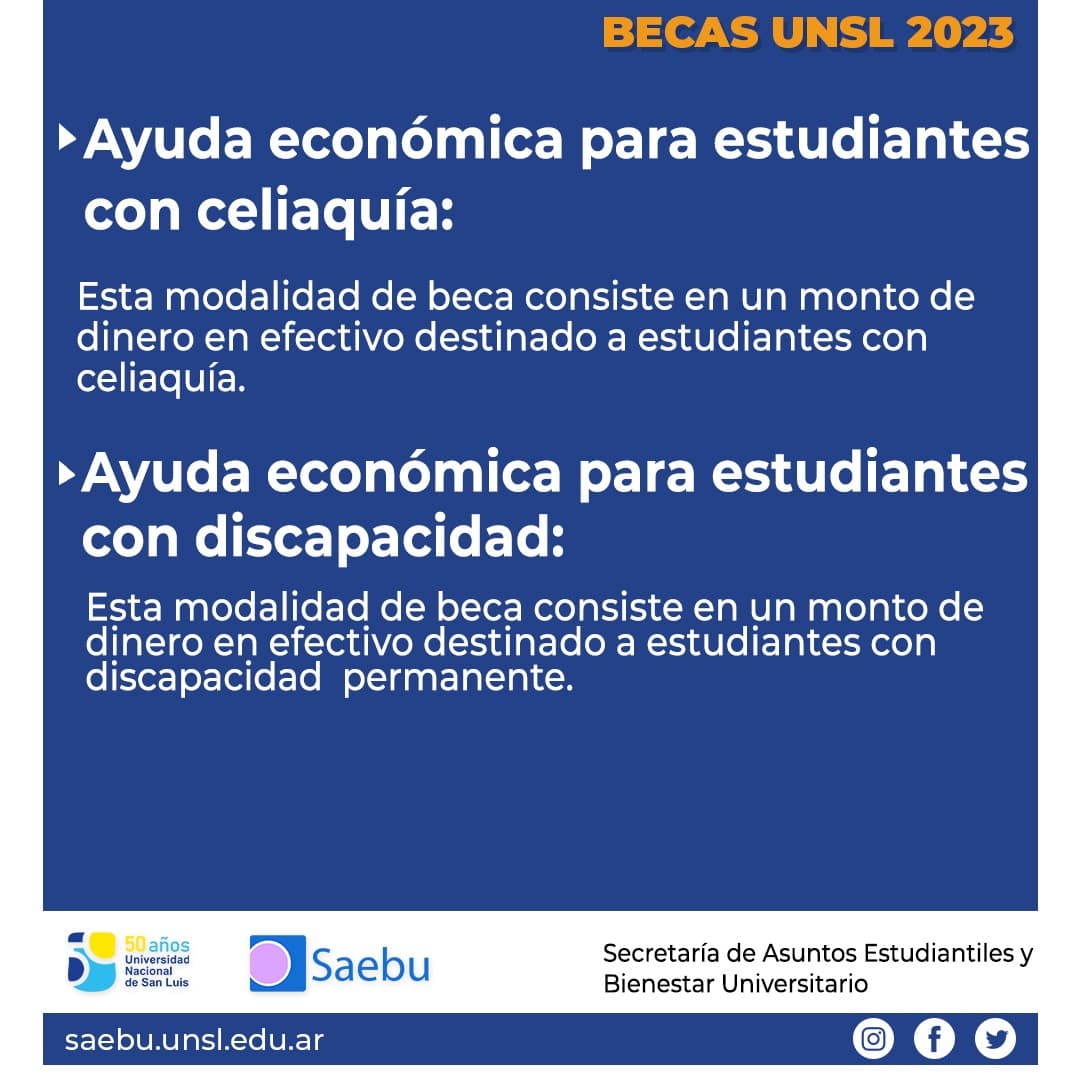 BECAS UNSL 2023
Ayuda económica para estudiantes
con celiaquía:
Esta modalidad de beca consiste en un monto de
dinero en efectivo destinado a estudiantes con
celiaquía.
Ayuda económica para estudiantes
con discapacidad:
Esta modalidad de beca consiste en un monto de
dinero en efectivo destinado a estudiantes con
discapacidad permanente.
50 años
Universidad
Nacional
de San Luis
Saebu
Secretaría de Asuntos Estudiantiles y
Bienestar Universitario
saebu.unsl.edu.ar